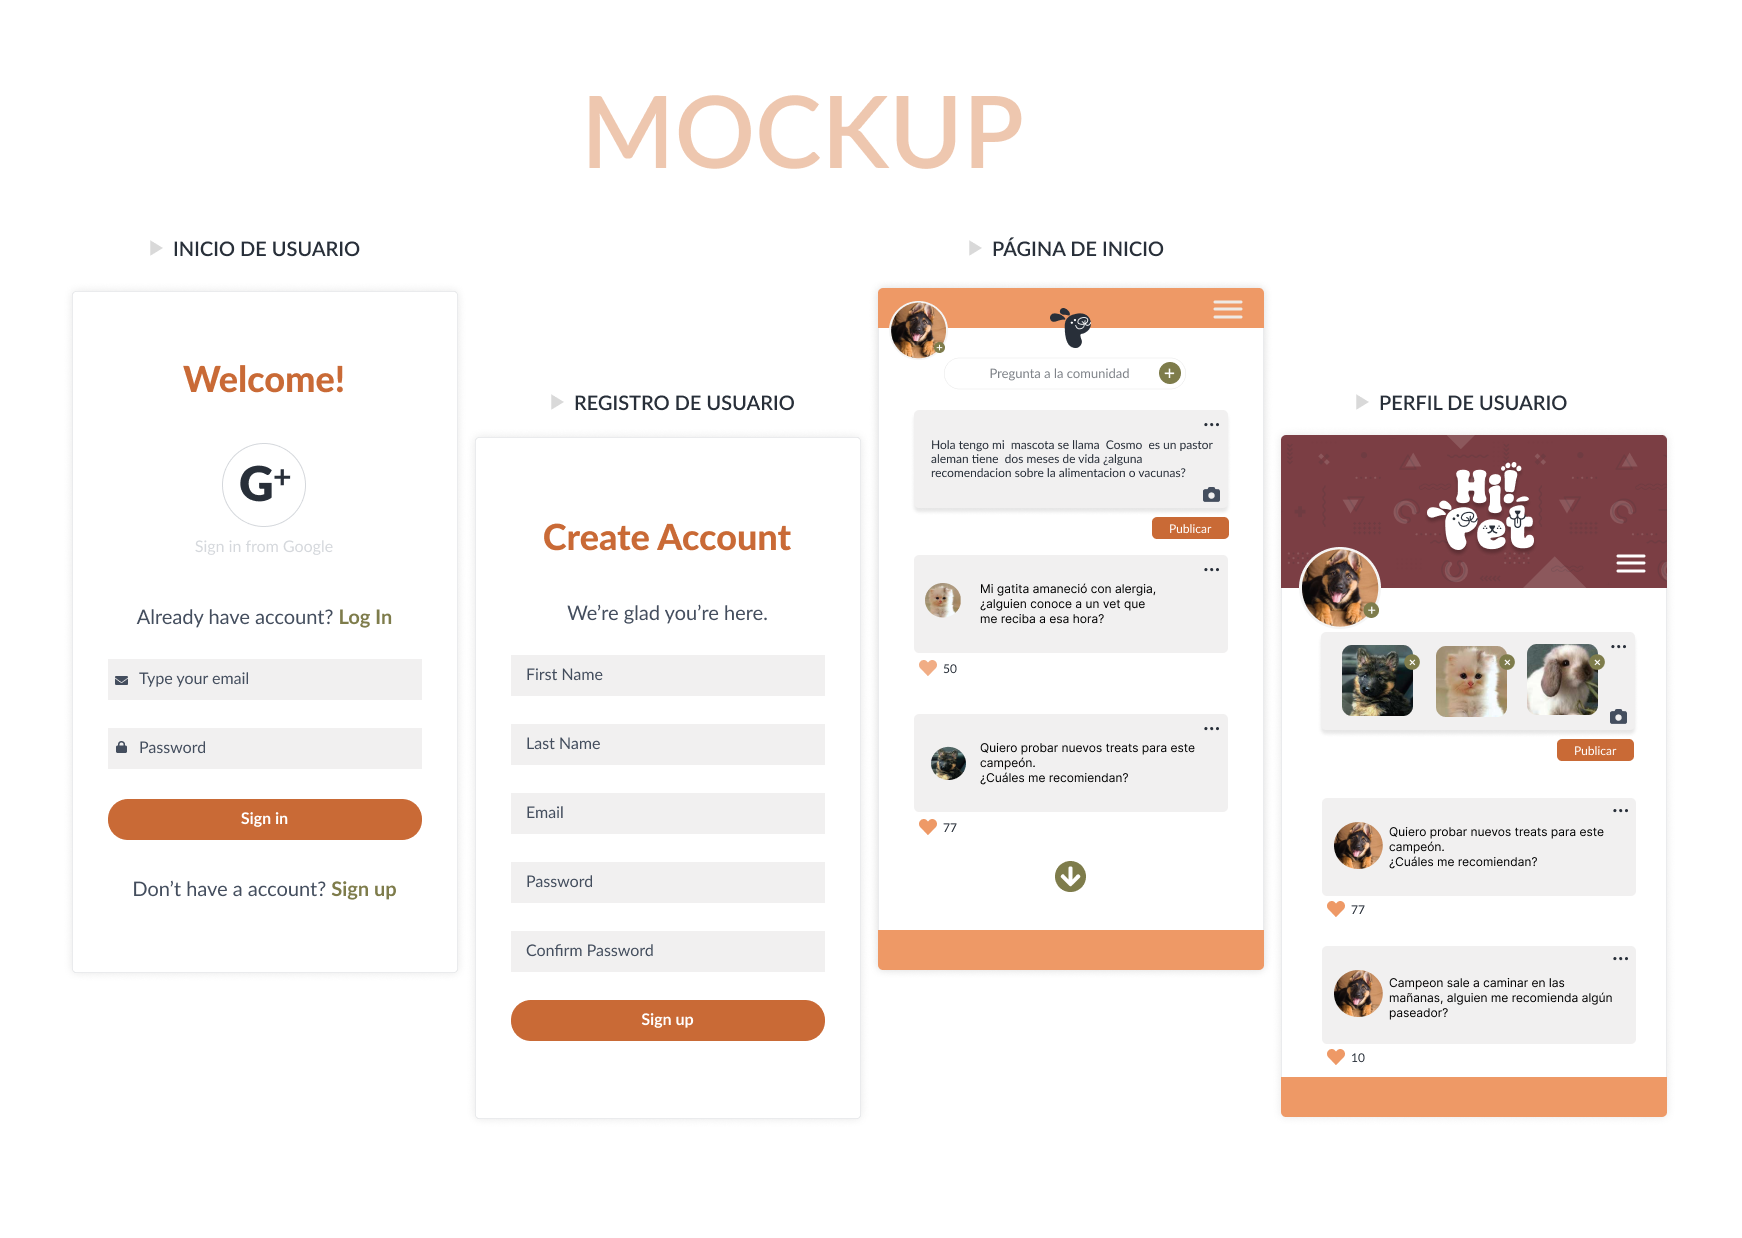 MOCKUP
INICIO DE USUARIO
Welcome!
G+
Sign in from Google
Already have account? Log In
Type your email
Password
Sign in
Don't have a account? Sign up
REGISTRO DE USUARIO
Create Account
We're glad you're here.
First Name
Last Name
Email
Password
Confirm Password
Sign up
PÁGINA DE INICIO
Pregunta a la comunidad
Hola tengo mi mascota se llama Cosmo es un pastor
aleman tiene dos meses de vida ¿alguna
recomendacion sobre la alimentacion o vacunas?
Publicar
Mi gatita amaneció con alergia,
¿alguien conoce a un vet que
me reciba a esa hora?
50
Quiero probar nuevos treats para este
campeón.
¿Cuáles me recomiendan?
77
PERFIL DE USUARIO
Hi!
Pet
Publicar
Quiero probar nuevos treats para este
campeón.
¿Cuáles me recomiendan?
77
Campeon sale a caminar en las
mañanas, alguien me recomienda algún
paseador?
10